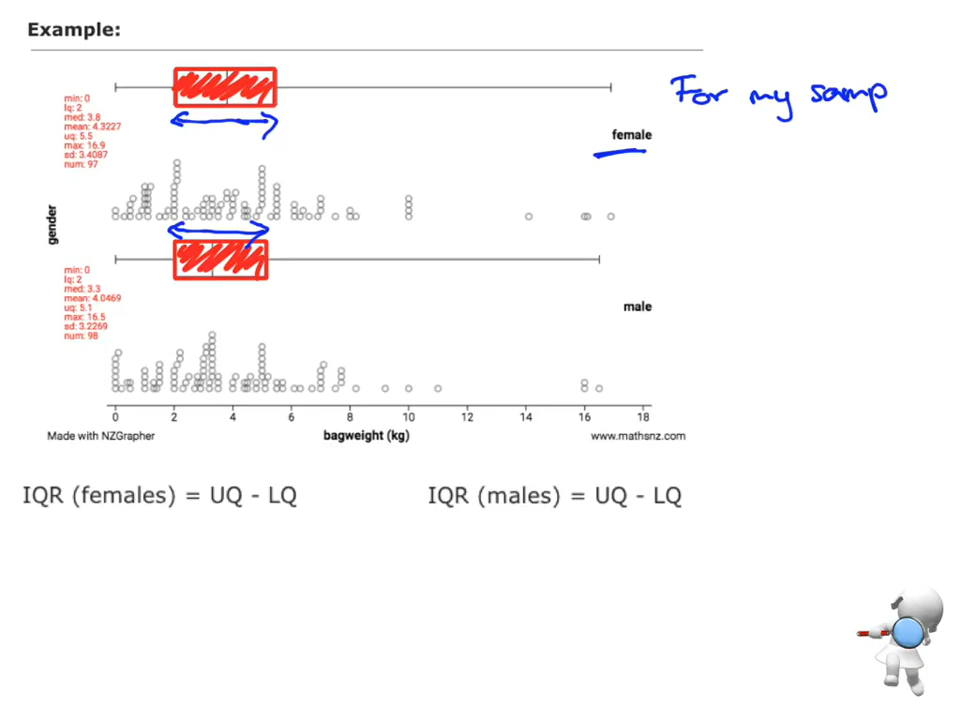 Example:
For my samp
min: 0
lq: 2
med: 3.8
mean: 4.3227
uq: 5.5
max: 16.9
sd: 3.4087
num: 97
female
gender
min: 0
lq: 2
med: 3.3
mean: 4.0469
uq: 5.1
max: 16.5
sd: 3.2269
num: 98
male
0 2 4 6 8 10 12 14 16 18
Made with NZGrapher
bagweight (kg)
www.mathsnz.com
IQR (females) = UQ - LQ
IQR (males) = UQ - LQ